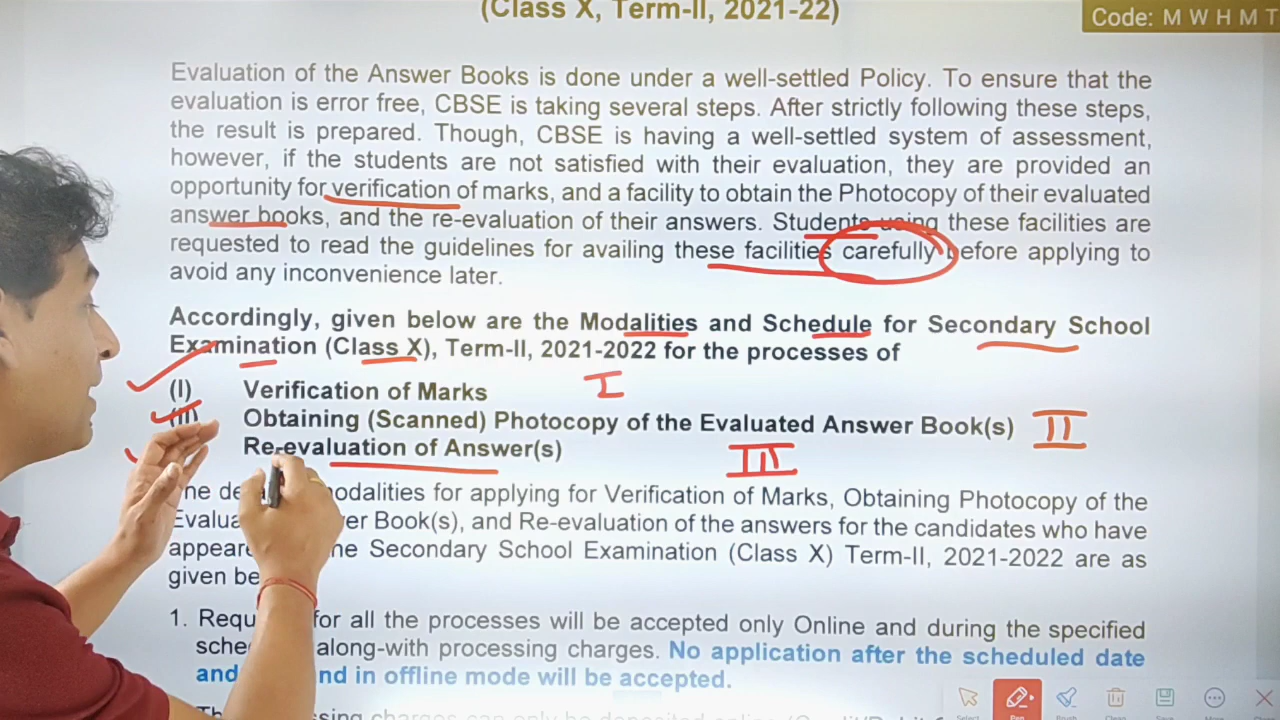 (Class X, Term-II, 2021-22)
Code: M W H M T
Evaluation of the Answer Books is done under a well-settled Policy. To ensure that the
evaluation is error free, CBSE is taking several steps. After strictly following these steps,
the result is prepared. Though, CBSE is having a well-settled system of assessment,
however, if the students are not satisfied with their evaluation, they are provided an
opportunity for verification of marks, and a facility to obtain the Photocopy of their evaluated
answer books, and the re-evaluation of their answers. Students using these facilities are
requested to read the guidelines for availing these facilities carefully before applying to
avoid any inconvenience later.
Accordingly, given below are the Modalities and Schedule for Secondary School
Examination (Class X), Term-II, 2021-2022 for the processes of
(I) Verification of Marks I
(II) Obtaining (Scanned) Photocopy of the Evaluated Answer Book(s) II
Re-evaluation of Answer(s) III
modalities for applying for Verification of Marks, Obtaining Photocopy of the
Book(s), and Re-evaluation of the answers for the candidates who have
Secondary School Examination (Class X) Term-II, 2021-2022 are as
given
1. for all the processes will be accepted only Online and during the specified
along-with processing charges. No application after the scheduled date
and in offline mode will be accepted.
Select Pen Brush Clean Save More